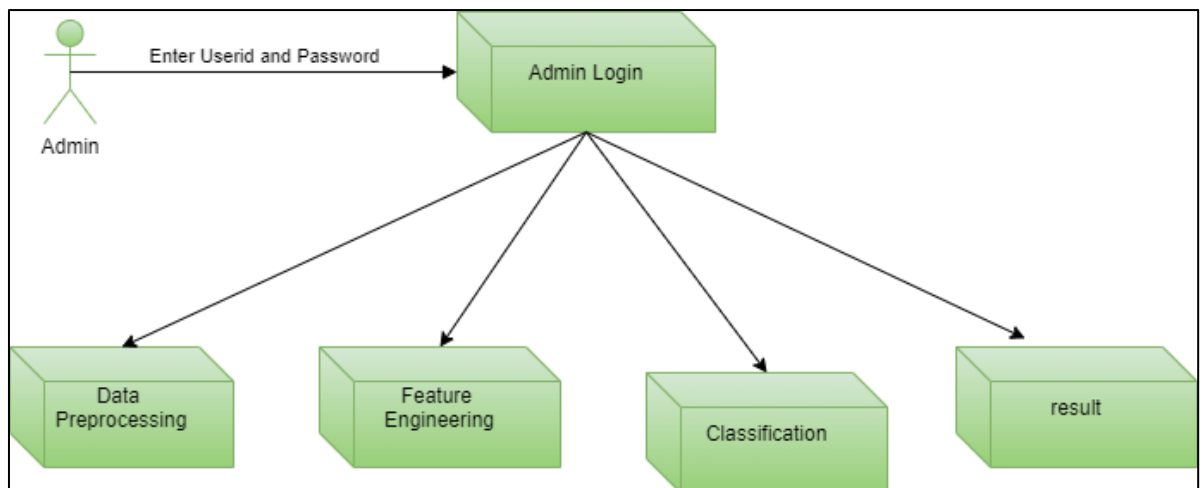 Enter Userid and Password
Admin Login
Admin
Data
Preprocessing
Feature
Engineering
Classification
result